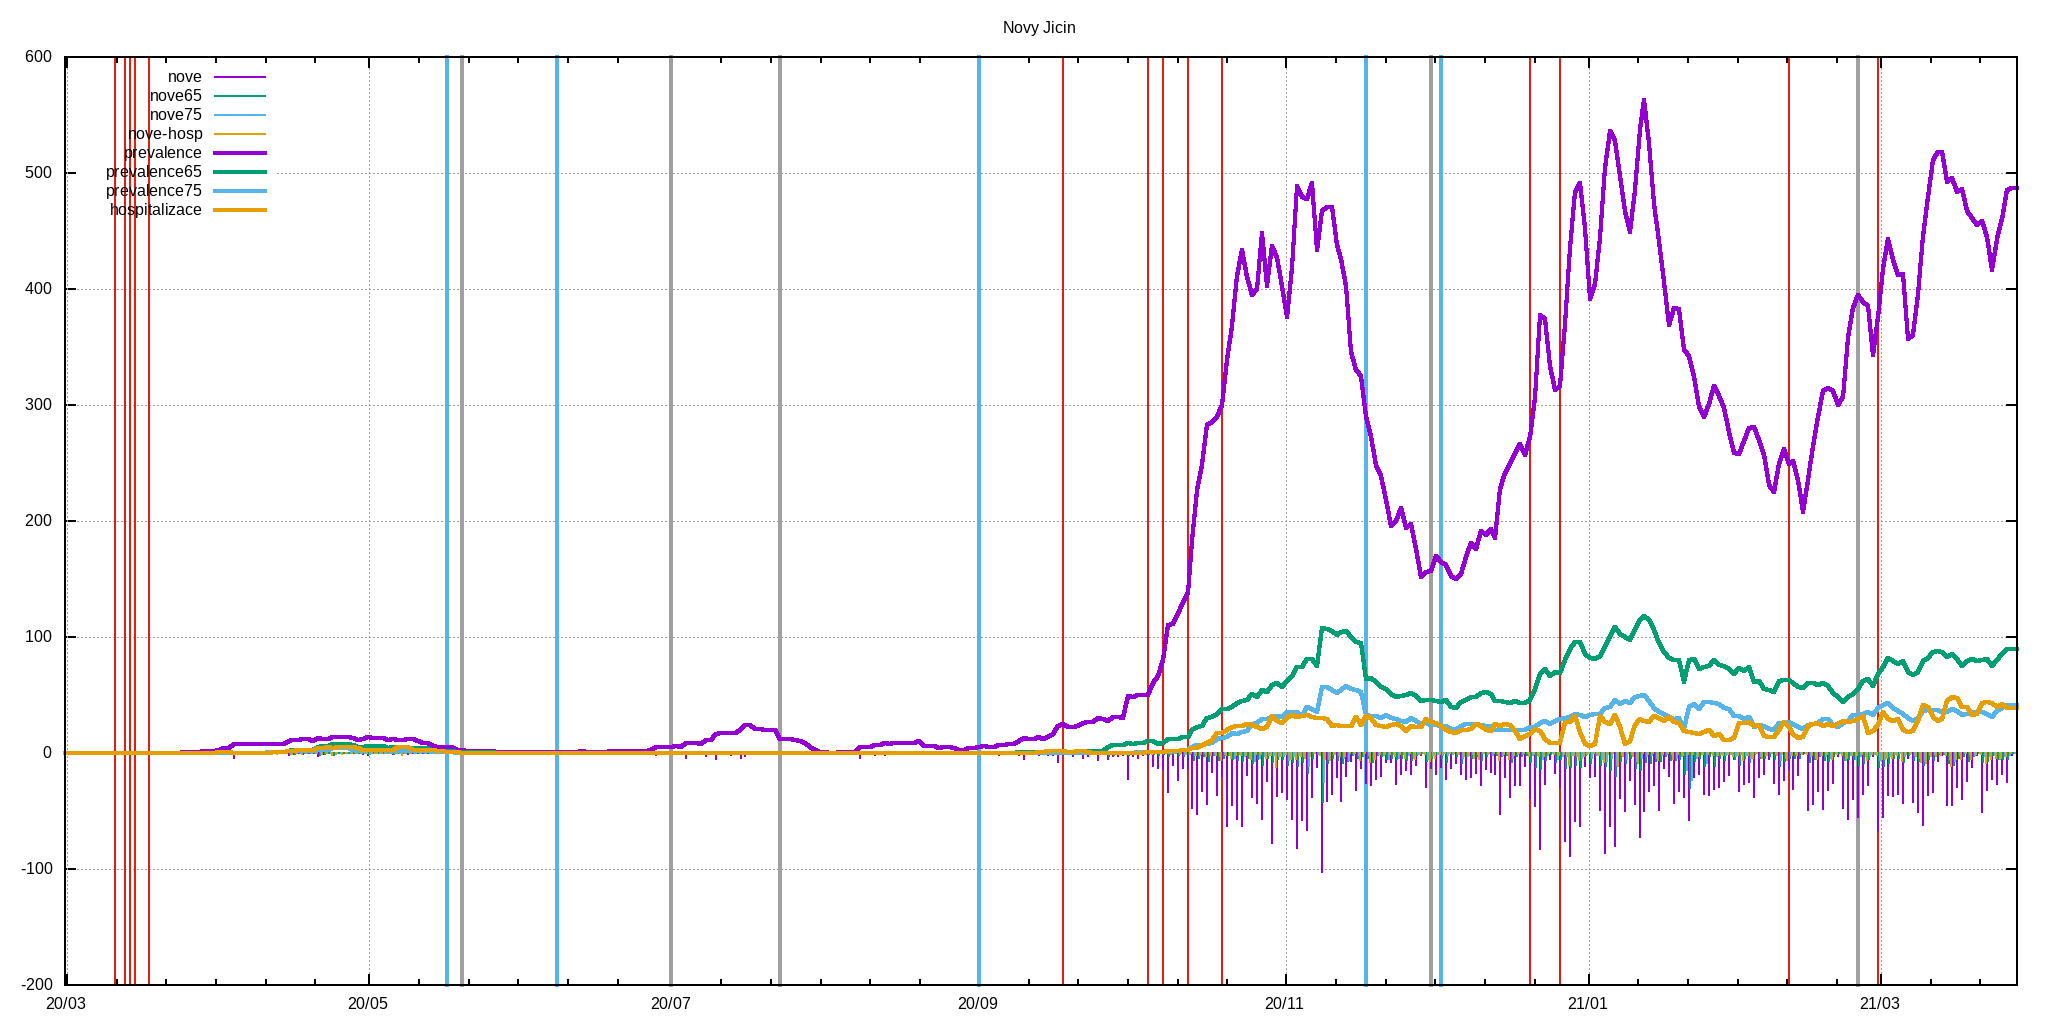 Novy Jicin
600
500
400
300
200
100
0
-100
-200
nove
nove65
nove75
nove-hosp
prevalence
prevalence65
prevalence75
hospitalizace
20/03 20/05 20/07 20/09 20/11 21/01 21/03